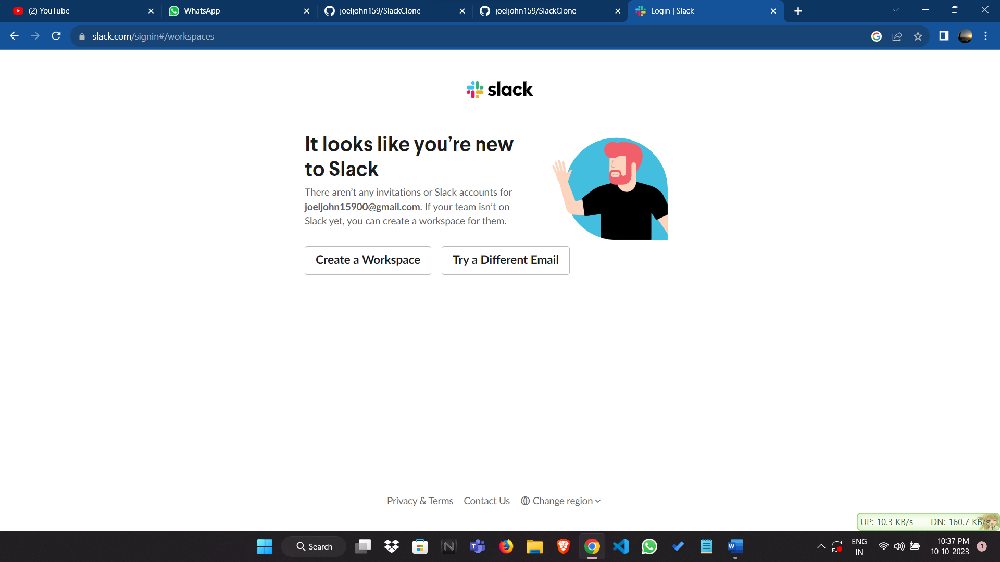 (2) YouTube
WhatsApp
joeljohn159/SlackClone
joeljohn159/SlackClone
Login | Slack
slack.com/signin#/workspaces
slack
It looks like you’re new
to Slack
There aren’t any invitations or Slack accounts for
joeljohn15900@gmail.com. If your team isn’t on
Slack yet, you can create a workspace for them.
Create a Workspace
Try a Different Email
Privacy & Terms
Contact Us
Change region
UP: 10.3 KB/s
DN: 160.7 KB/s
Search
ENG
IN
10:37 PM
10-10-2023
1